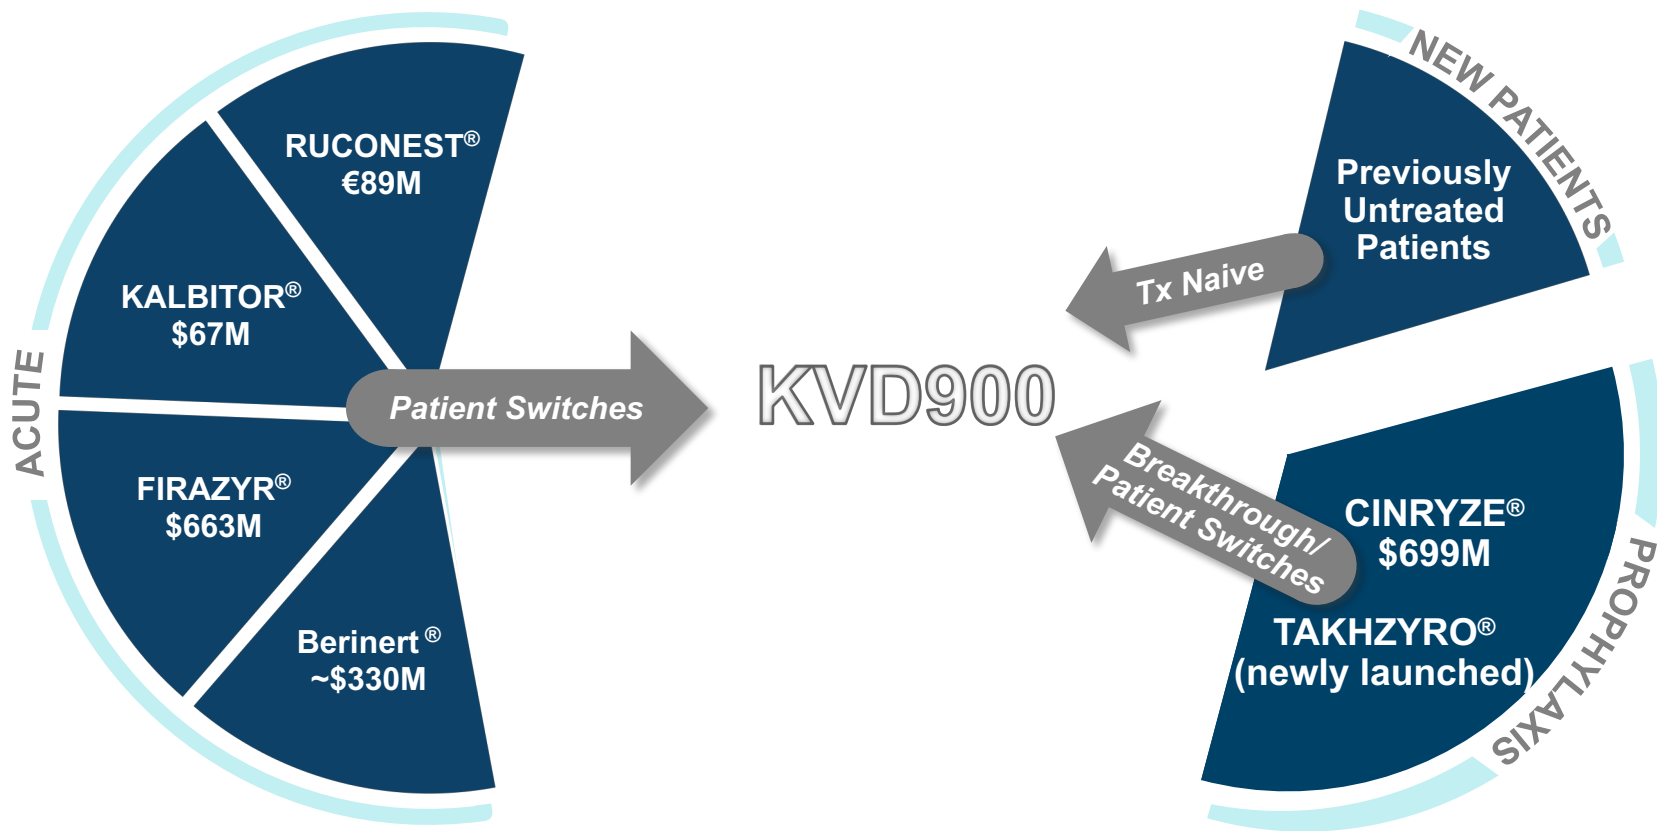 ACUTE
RUCONEST®
€89M
KALBITOR®
$67M
FIRAZYR®
$663M
Berinert ®
~$330M
Patient Switches
KVD900
Tx Naive
NEW PATIENTS
Previously
Untreated
Patients
Breakthrough/
Patient Switches
CINRYZE®
$699M
TAKHZYRO®
(newly launched)
PROPHYLAXIS